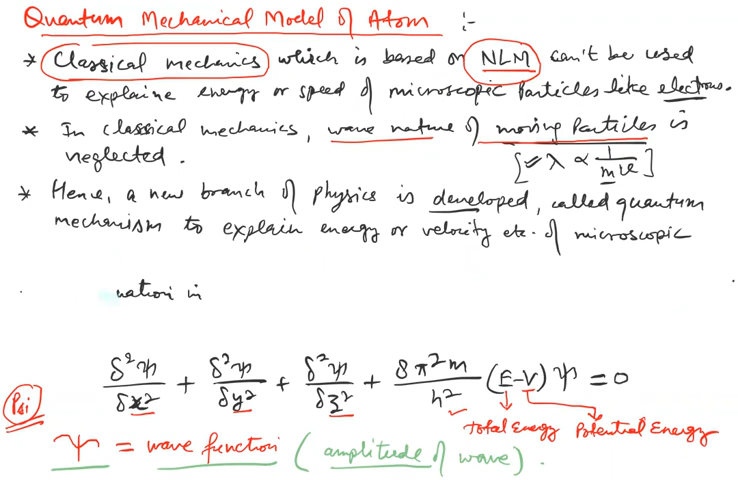 Quantum Mechanical Model of Atom :-
* Classical mechanics which is based on NLM can't be used
to explaine energy or speed of microscopic particles like electrons.
* In classical mechanics, wave nature of moving particles is
neglected. [λ ∝ 1/mv]
* Hence, a new branch of physics is developed, called quantum
mechanism to explain energy or velocity etc. of microscopic
nation in
δ²ψ/δx² + δ²ψ/δy² + δ²ψ/δz² + 8π²m/h² (E-V) ψ = 0
Psi
Total Energy Potential Energy
ψ = wave function (amplitude of wave).